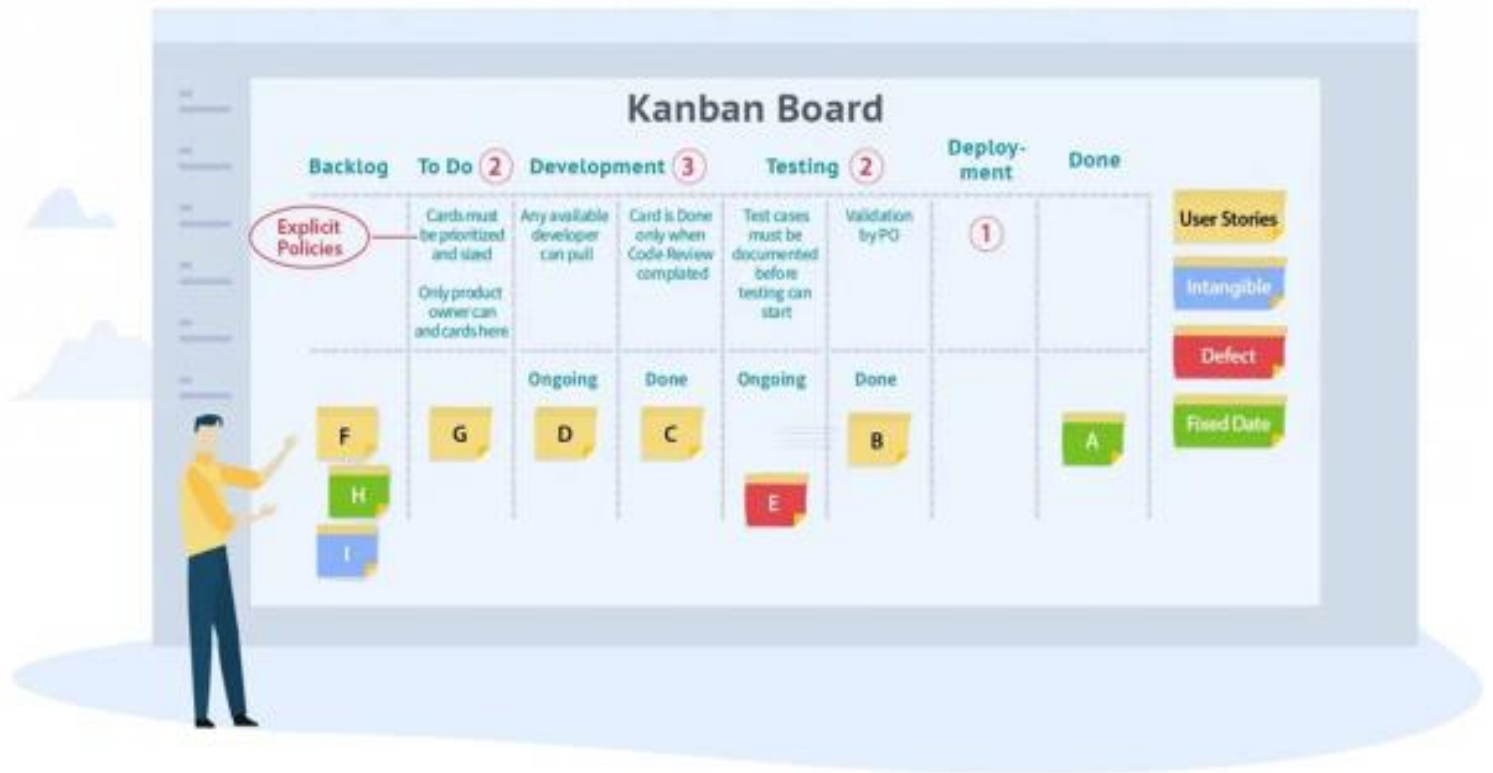 Kanban Board
Backlog
To Do 2
Development 3
Testing 2
Deploy-
ment
Done
Explicit
Policies
Cards must
be prioritized
and sized
Only product
owner can
and cards here
Any available
developer
can pull
Card is Done
only when
Code Review
complated
Test cases
must be
documented
before
testing can
start
Validation
by PO
1
Ongoing
Done
Ongoing
Done
F
H
I
G
D
C
E
B
A
User Stories
Intangible
Defect
Fixed Date